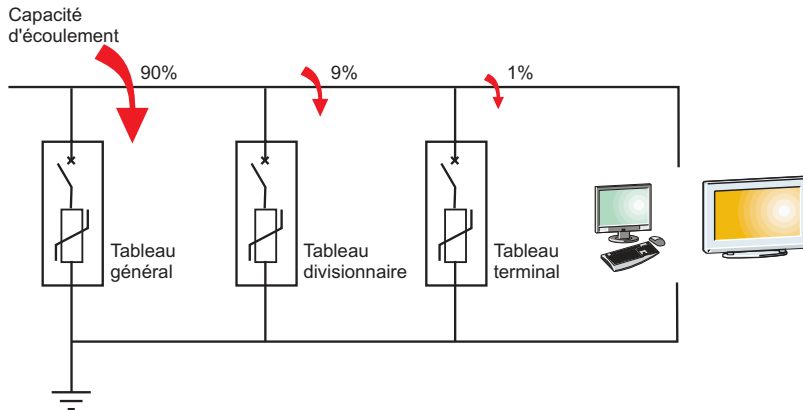 Capacité
d'écoulement
90%
9%
1%
Tableau
général
Tableau
divisionnaire
Tableau
terminal